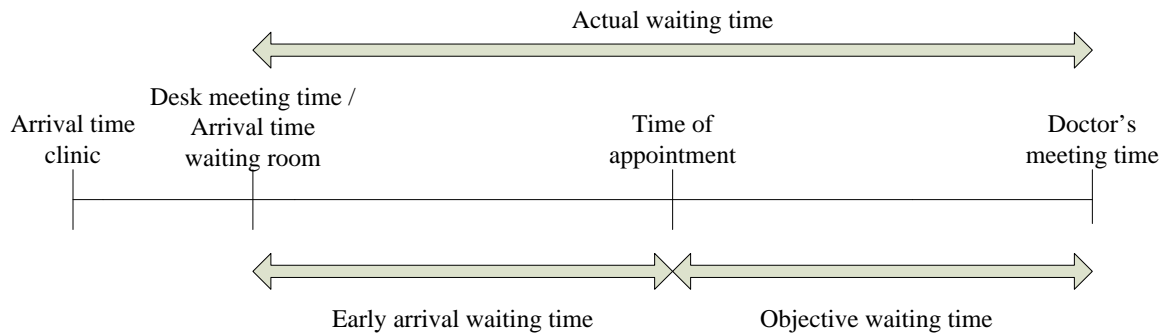 Actual waiting time
Arrival time
clinic
Desk meeting time /
Arrival time
waiting room
Time of
appointment
Doctor's
meeting time
Early arrival waiting time
Objective waiting time